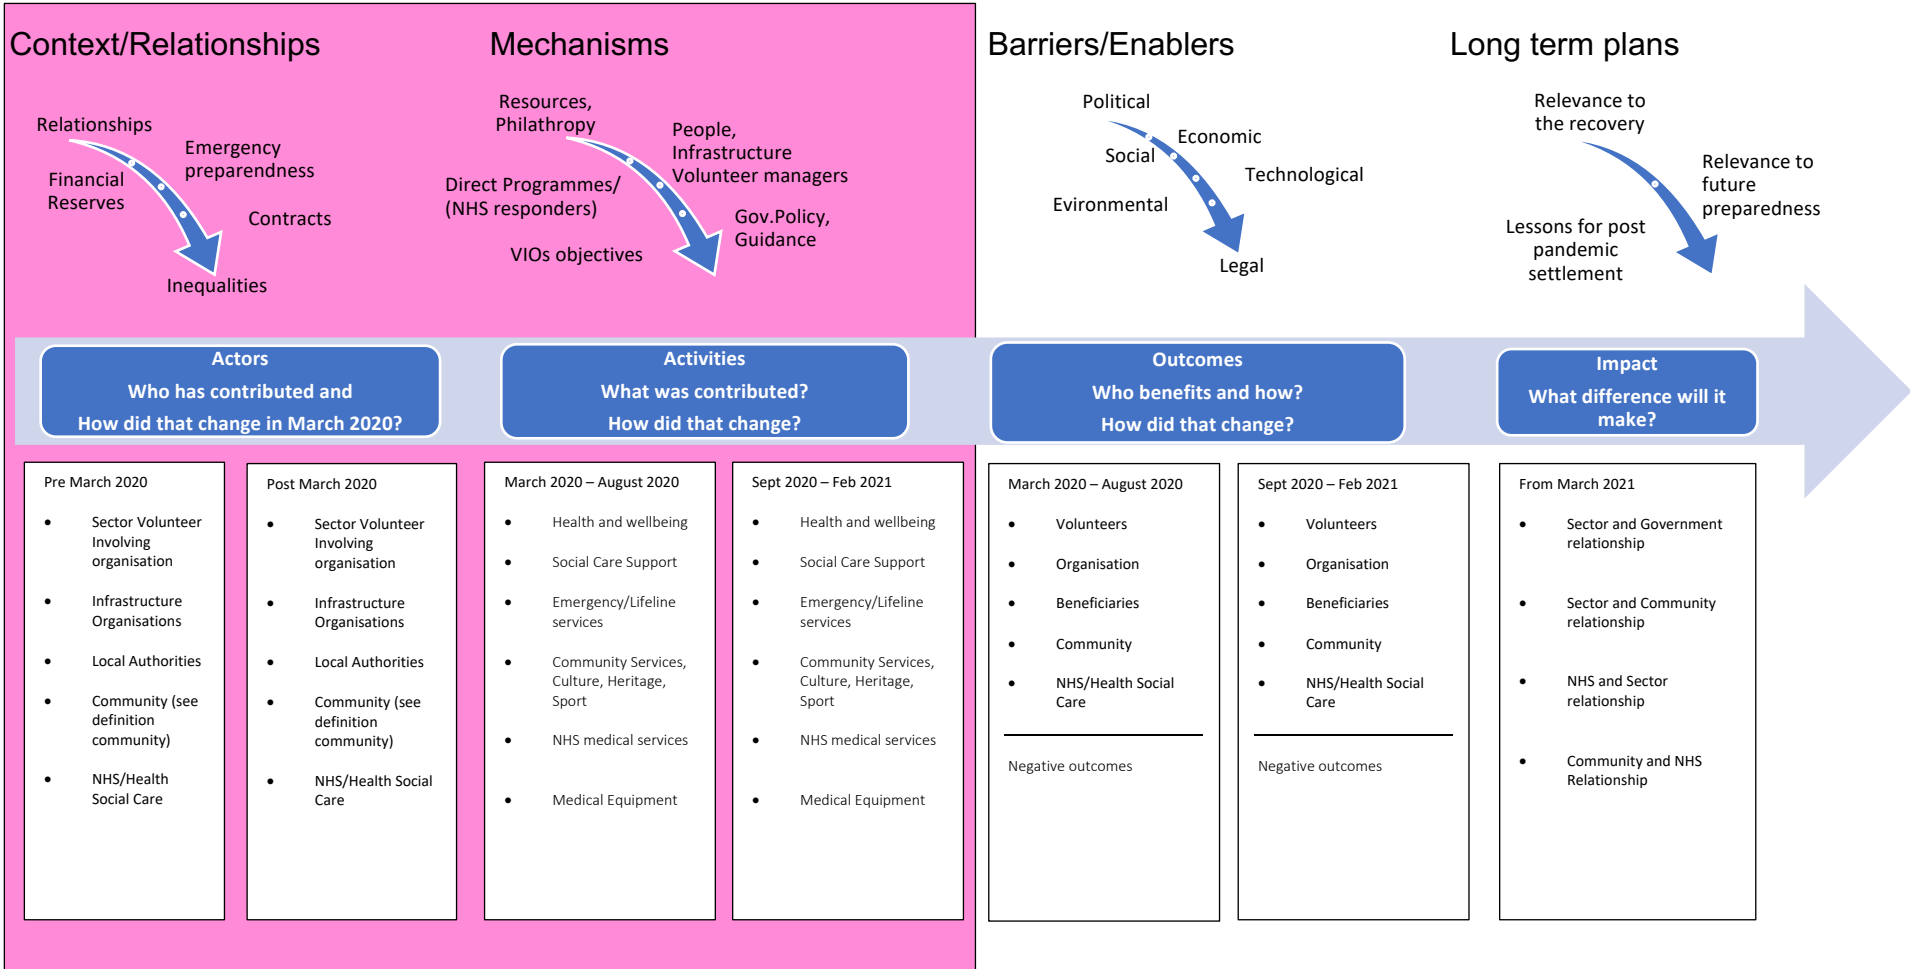 Context/Relationships
Relationships
Emergency
preparendness
Financial
Reserves
Contracts
Inequalities
Mechanisms
Resources,
Philathropy
People,
Infrastructure
Volunteer managers
Direct Programmes/
(NHS responders)
Gov.Policy,
Guidance
VIOs objectives
Barriers/Enablers
Political
Economic
Social
Technological
Evironmental
Legal
Long term plans
Relevance to
the recovery
Relevance to
future
preparedness
Lessons for post
pandemic
settlement
Actors
Who has contributed and
How did that change in March 2020?
Activities
What was contributed?
How did that change?
Outcomes
Who benefits and how?
How did that change?
Impact
What difference will it
make?
Pre March 2020
• Sector Volunteer
Involving
organisation
• Infrastructure
Organisations
• Local Authorities
• Community (see
definition
community)
• NHS/Health
Social Care
Post March 2020
• Sector Volunteer
Involving
organisation
• Infrastructure
Organisations
• Local Authorities
• Community (see
definition
community)
• NHS/Health Social
Care
March 2020 – August 2020
• Health and wellbeing
• Social Care Support
• Emergency/Lifeline
services
• Community Services,
Culture, Heritage,
Sport
• NHS medical services
• Medical Equipment
Sept 2020 – Feb 2021
• Health and wellbeing
• Social Care Support
• Emergency/Lifeline
services
• Community Services,
Culture, Heritage,
Sport
• NHS medical services
• Medical Equipment
March 2020 – August 2020
• Volunteers
• Organisation
• Beneficiaries
• Community
• NHS/Health Social
Care
Negative outcomes
Sept 2020 – Feb 2021
• Volunteers
• Organisation
• Beneficiaries
• Community
• NHS/Health Social
Care
Negative outcomes
From March 2021
• Sector and Government
relationship
• Sector and Community
relationship
• NHS and Sector
relationship
• Community and NHS
Relationship